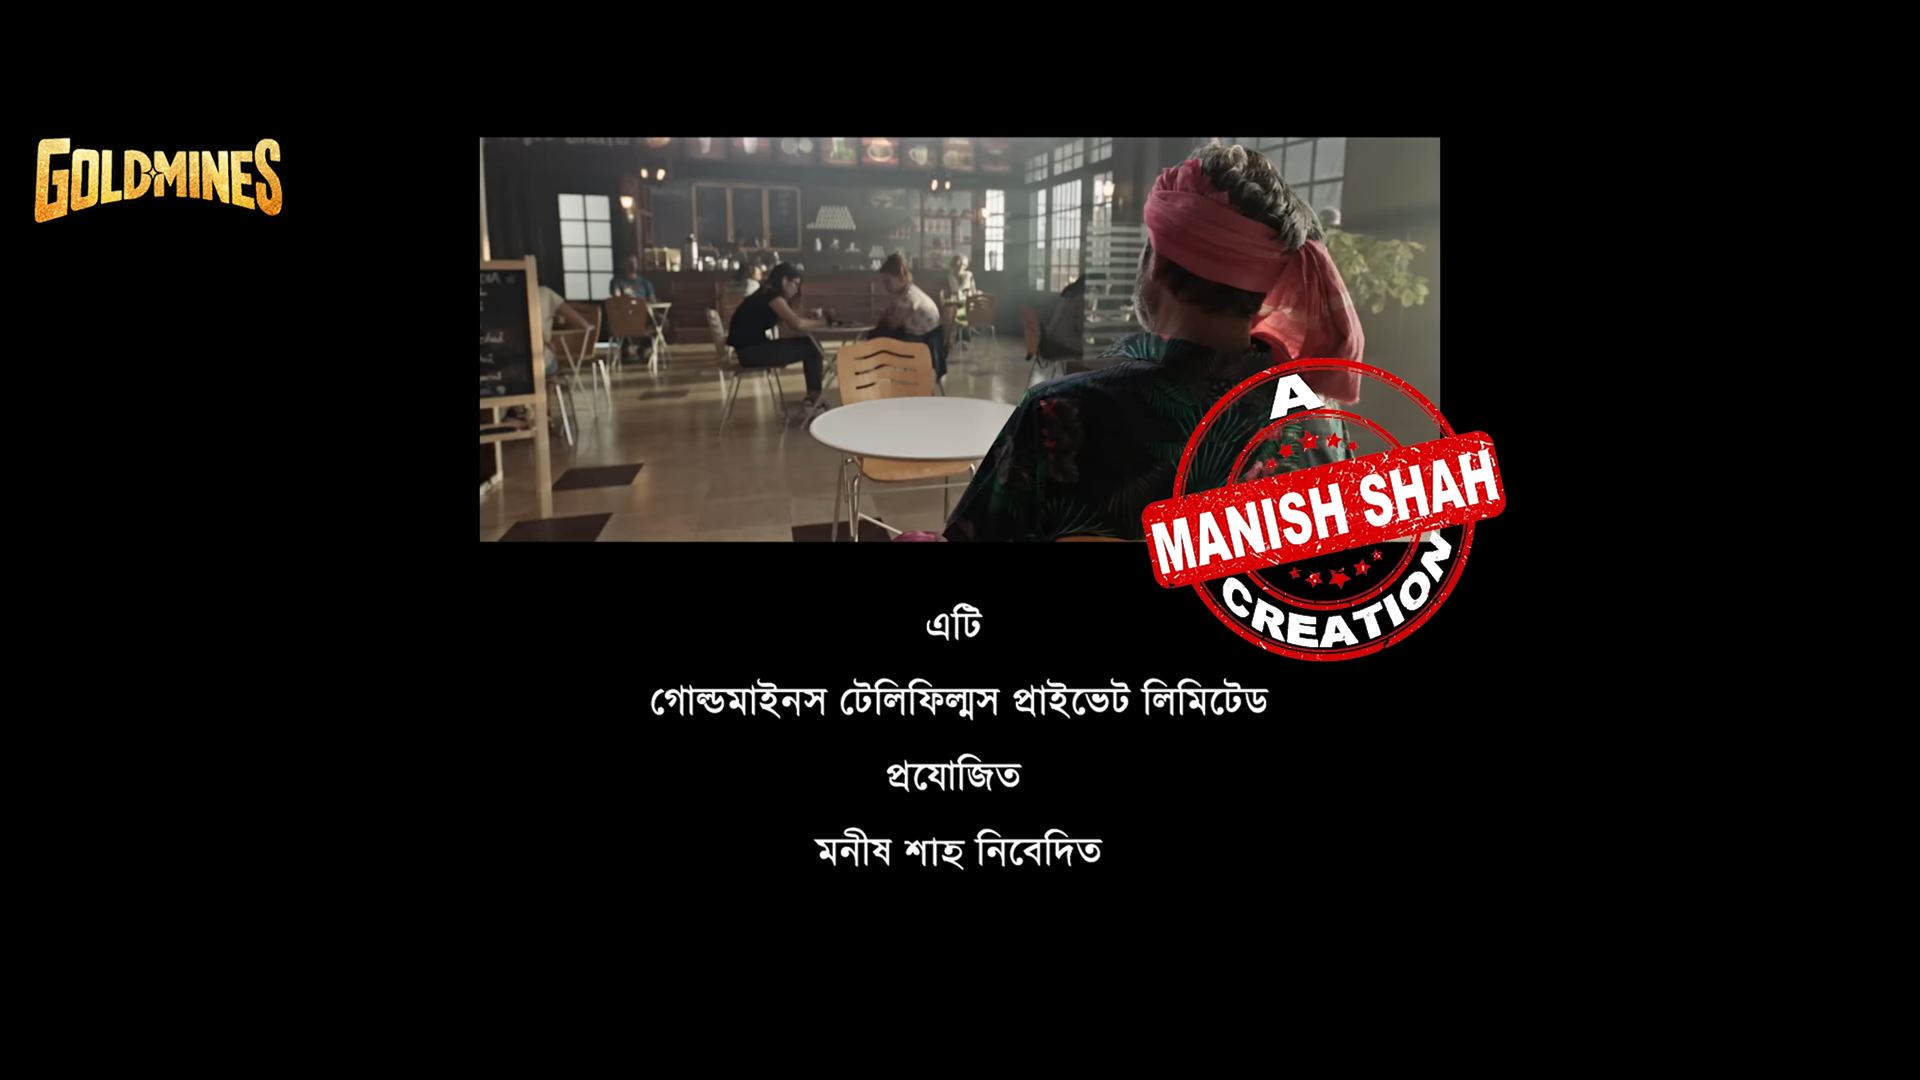 GOLDMINES
A
MANISH SHAH
CREATION
এটি
গোল্ডমাইনস টেলিফিল্মস প্রাইভেট লিমিটেড
প্রযোজিত
মনীষ শাহ নিবেদিত